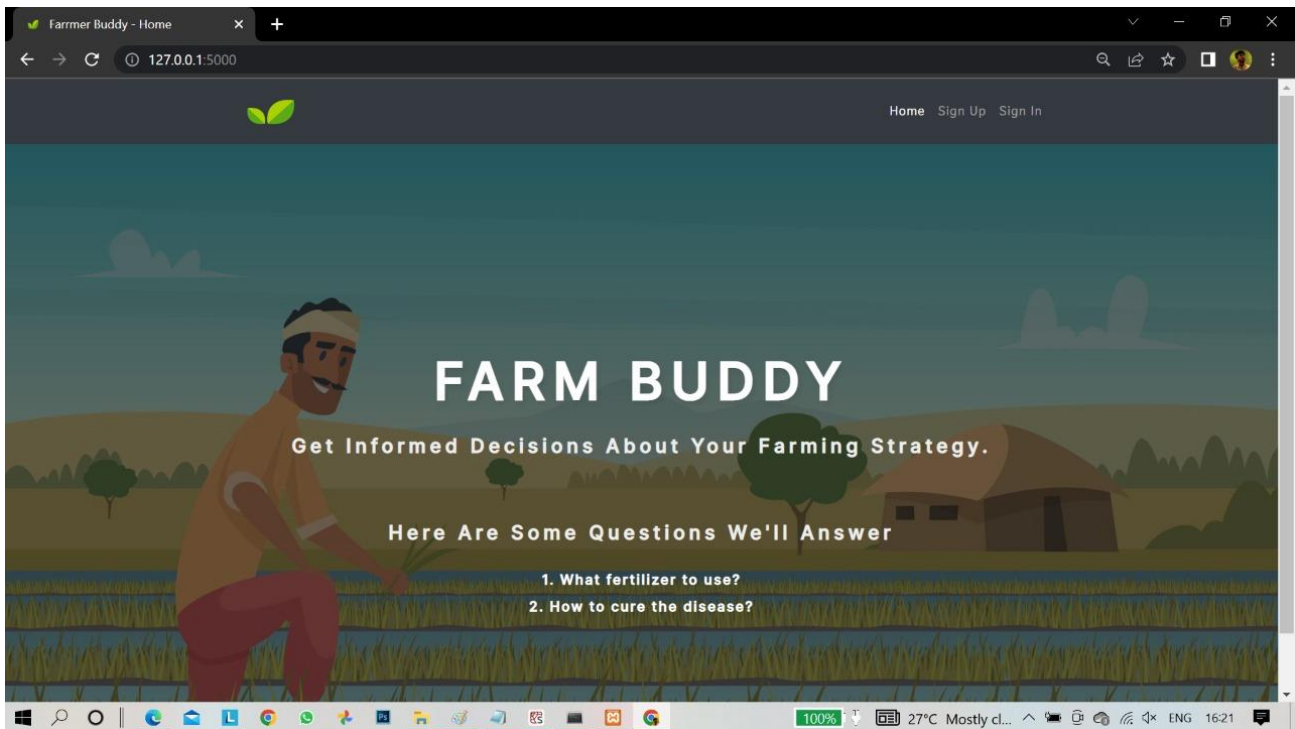 Farrmer Buddy - Home
127.0.0.1:5000
Home Sign Up Sign In
FARM BUDDY
Get Informed Decisions About Your Farming Strategy.
Here Are Some Questions We'll Answer
1. What fertilizer to use?
2. How to cure the disease?
100% 27°C Mostly cl... ENG 16:21